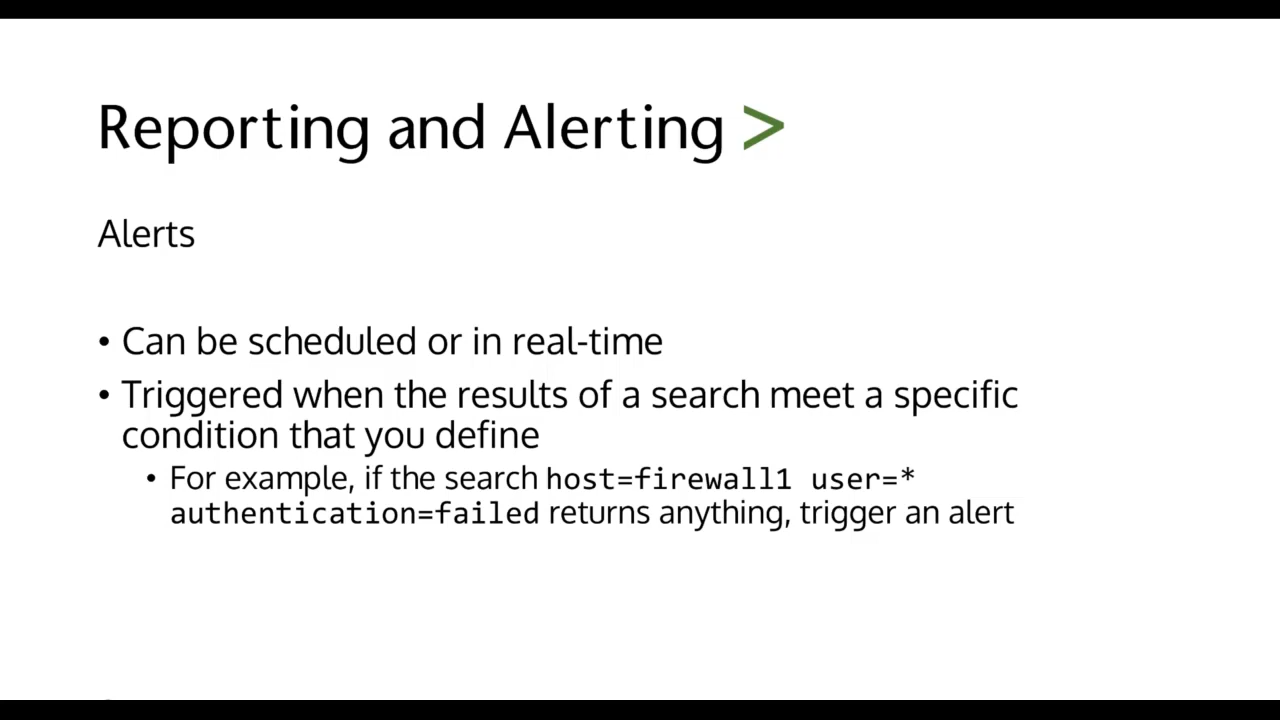 Reporting and Alerting >
Alerts
• Can be scheduled or in real-time
• Triggered when the results of a search meet a specific
condition that you define
• For example, if the search host=firewall1 user=*
authentication=failed returns anything, trigger an alert